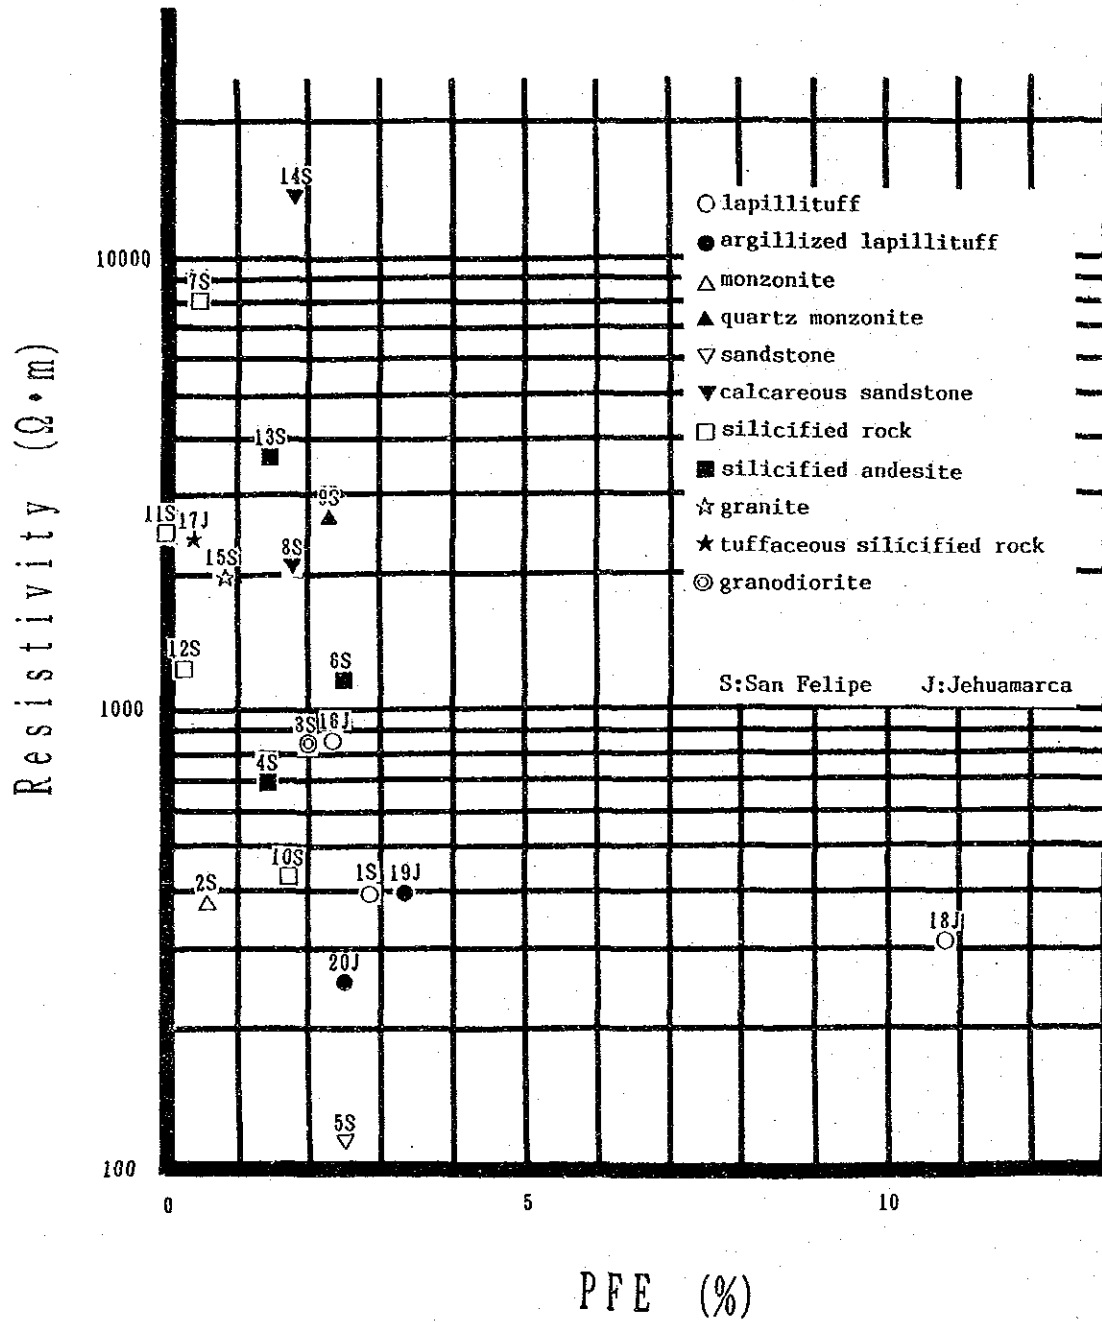 14S
○ lapillituff
● argillized lapillituff
10000
7S
△ monzonite
▲ quartz monzonite
▽ sandstone
▼ calcareous sandstone
13S
□ silicified rock
■ silicified andesite
9S
☆ granite
11S
17J
8S
★ tuffaceous silicified rock
15S
◎ granodiorite
12S
6S
S:San Felipe J:Jehuamarca
1000
3S
16J
4S
10S
1S
19J
2S
18J
20J
5S
100
0
5
10
Resistivity (Ω・m)
PFE (%)